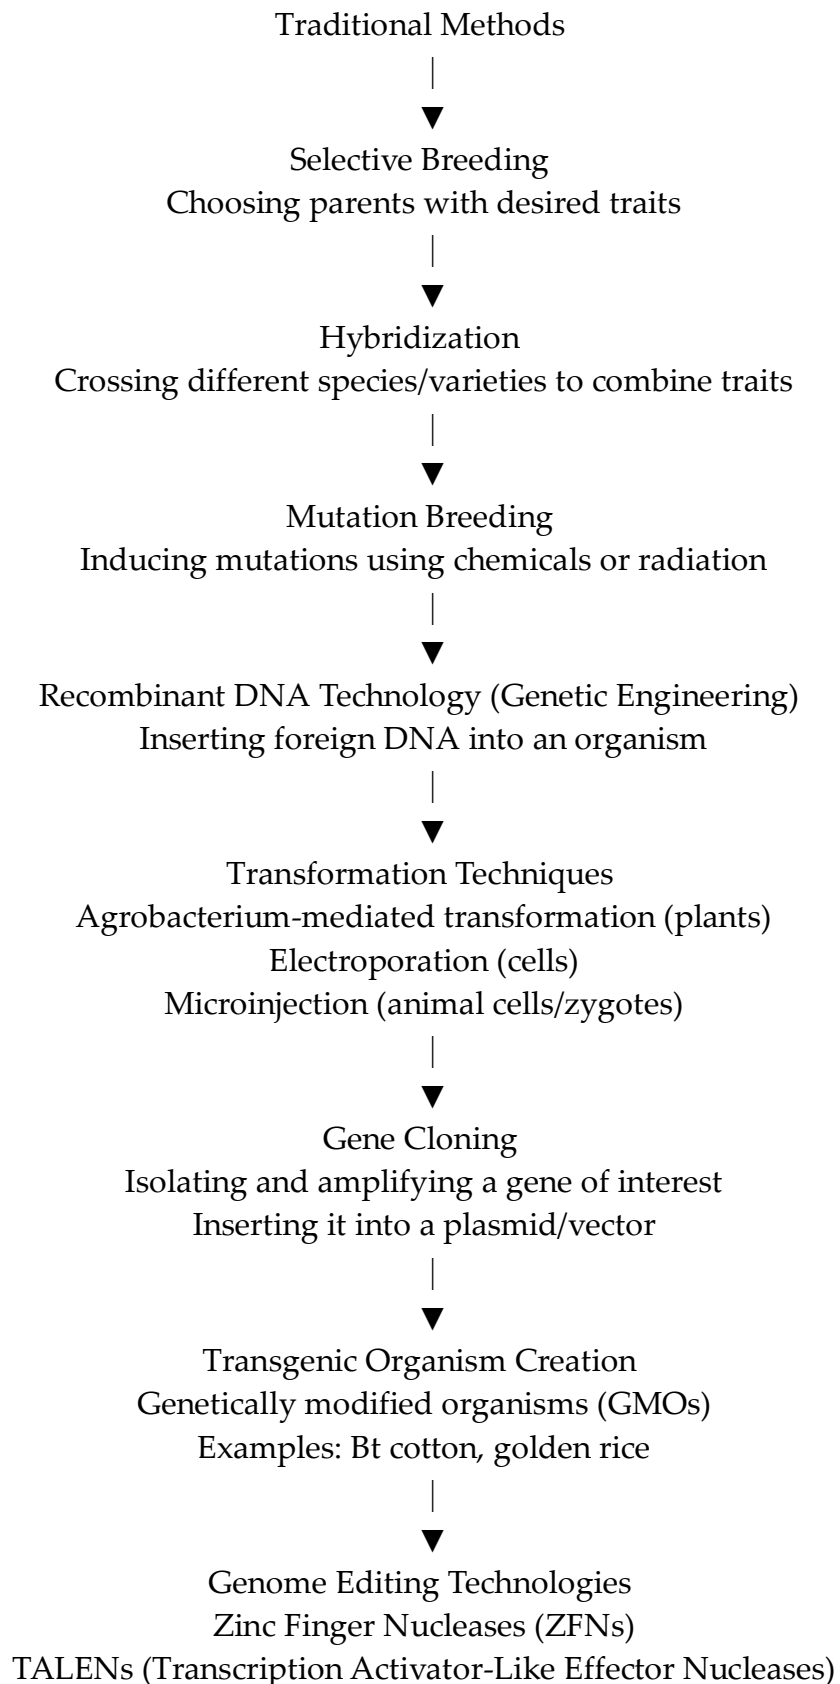 Traditional Methods
Selective Breeding
Choosing parents with desired traits
Hybridization
Crossing different species/varieties to combine traits
Mutation Breeding
Inducing mutations using chemicals or radiation
Recombinant DNA Technology (Genetic Engineering)
Inserting foreign DNA into an organism
Transformation Techniques
Agrobacterium-mediated transformation (plants)
Electroporation (cells)
Microinjection (animal cells/zygotes)
Gene Cloning
Isolating and amplifying a gene of interest
Inserting it into a plasmid/vector
Transgenic Organism Creation
Genetically modified organisms (GMOs)
Examples: Bt cotton, golden rice
Genome Editing Technologies
Zinc Finger Nucleases (ZFNs)
TALENs (Transcription Activator-Like Effector Nucleases)